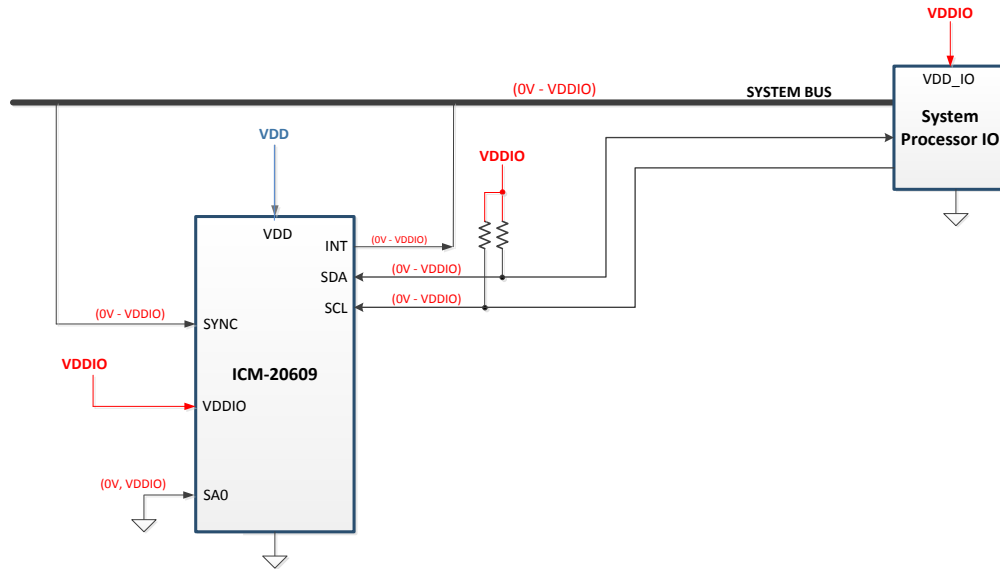 VDDIO
VDD_IO
System
Processor IO
(0V - VDDIO)
SYSTEM BUS
VDD
VDDIO
VDD
INT
(0V - VDDIO)
SDA
(0V - VDDIO)
SCL
(0V - VDDIO)
(0V - VDDIO)
SYNC
ICM-20609
VDDIO
VDDIO
(0V, VDDIO)
SA0